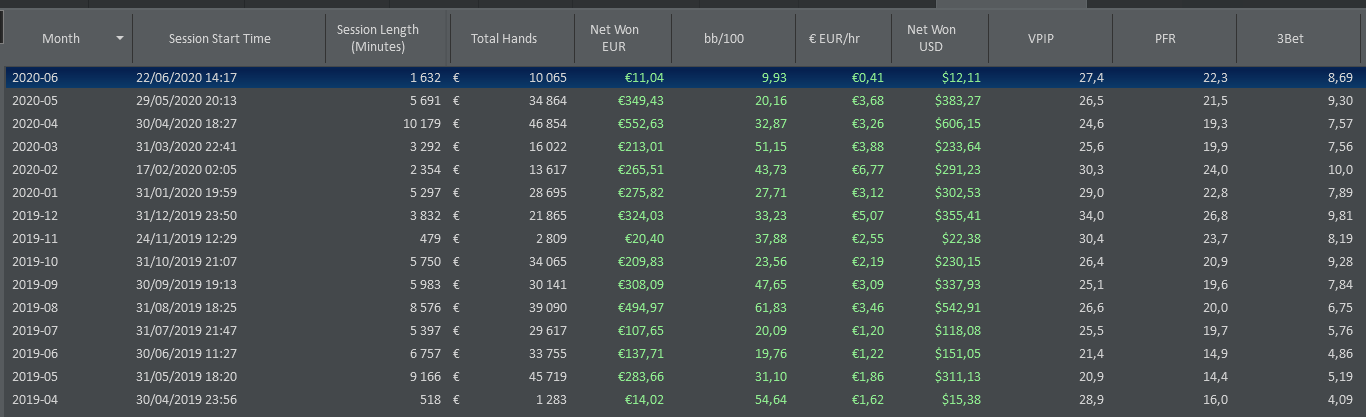 Month Session Start Time Session Length (Minutes) Total Hands Net Won EUR bb/100 € EUR/hr Net Won USD VPIP PFR 3Bet
2020-06 22/06/2020 14:17 1 632 € 10 065 €11,04 9,93 €0,41 $12,11 27,4 22,3 8,69
2020-05 29/05/2020 20:13 5 691 € 34 864 €349,43 20,16 €3,68 $383,27 26,5 21,5 9,30
2020-04 30/04/2020 18:27 10 179 € 46 854 €552,63 32,87 €3,26 $606,15 24,6 19,3 7,57
2020-03 31/03/2020 22:41 3 292 € 16 022 €213,01 51,15 €3,88 $233,64 25,6 19,9 7,56
2020-02 17/02/2020 02:05 2 354 € 13 617 €265,51 43,73 €6,77 $291,23 30,3 24,0 10,0
2020-01 31/01/2020 19:59 5 297 € 28 695 €275,82 27,71 €3,12 $302,53 29,0 22,8 7,89
2019-12 31/12/2019 23:50 3 832 € 21 865 €324,03 33,23 €5,07 $355,41 34,0 26,8 9,81
2019-11 24/11/2019 12:29 479 € 2 809 €20,40 37,88 €2,55 $22,38 30,4 23,7 8,19
2019-10 31/10/2019 21:07 5 750 € 34 065 €209,83 23,56 €2,19 $230,15 26,4 20,9 9,28
2019-09 30/09/2019 19:13 5 983 € 30 141 €308,09 47,65 €3,09 $337,93 25,1 19,6 7,84
2019-08 31/08/2019 18:25 8 576 € 39 090 €494,97 61,83 €3,46 $542,91 26,6 20,0 6,75
2019-07 31/07/2019 21:47 5 397 € 29 617 €107,65 20,09 €1,20 $118,08 25,5 19,7 5,76
2019-06 30/06/2019 11:27 6 757 € 33 755 €137,71 19,76 €1,22 $151,05 21,4 14,9 4,86
2019-05 31/05/2019 18:20 9 166 € 45 719 €283,66 31,10 €1,86 $311,13 20,9 14,4 5,19
2019-04 30/04/2019 23:56 518 € 1 283 €14,02 54,64 €1,62 $15,38 28,9 16,0 4,09